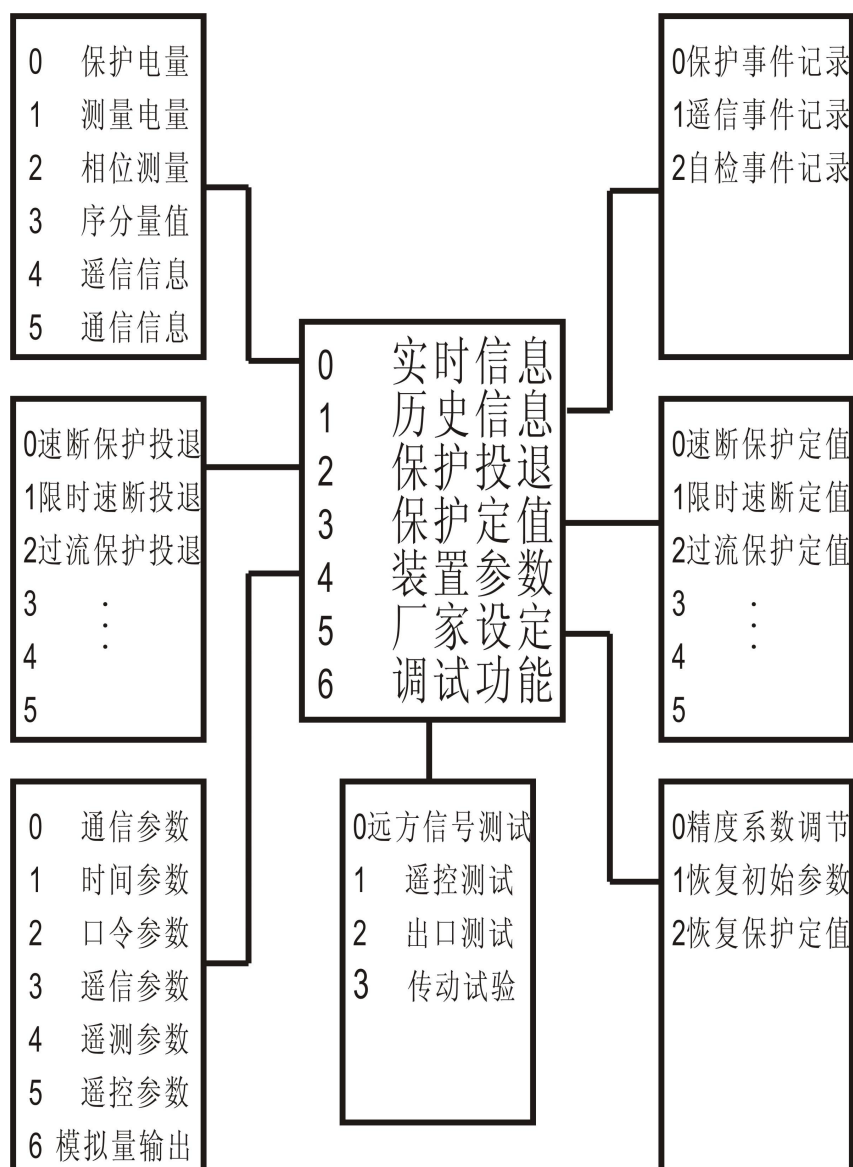 0 保护电量
1 测量电量
2 相位测量
3 序分量值
4 遥信信息
5 通信信息
0保护事件记录
1遥信事件记录
2自检事件记录
0 实时信息
1 历史信息
2 保护投退
3 保护定值
4 装置参数
5 厂家设定
6 调试功能
0速断保护投退
1限时速断投退
2过流保护投退
3 ⋮
4
5
0速断保护定值
1限时速断定值
2过流保护定值
3 ⋮
4
5
0 通信参数
1 时间参数
2 口令参数
3 遥信参数
4 遥测参数
5 遥控参数
6 模拟量输出
0远方信号测试
1 遥控测试
2 出口测试
3 传动试验
0精度系数调节
1恢复初始参数
2恢复保护定值